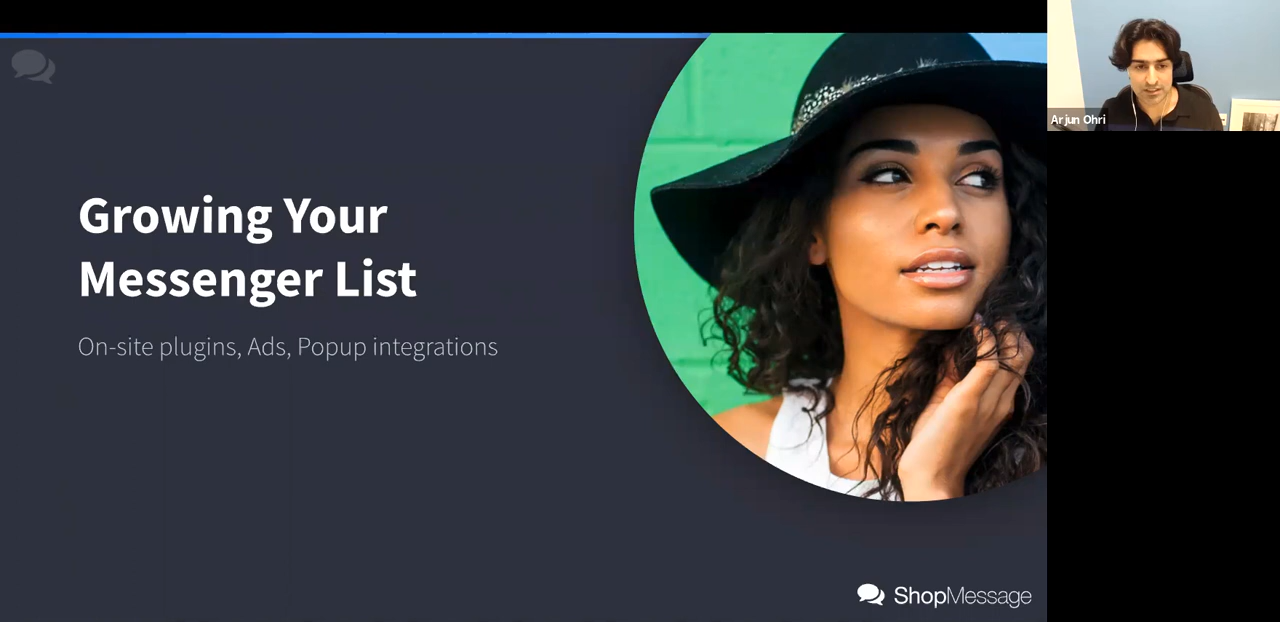 Growing Your
Messenger List
On-site plugins, Ads, Popup integrations
ShopMessage
Arjun Ohri